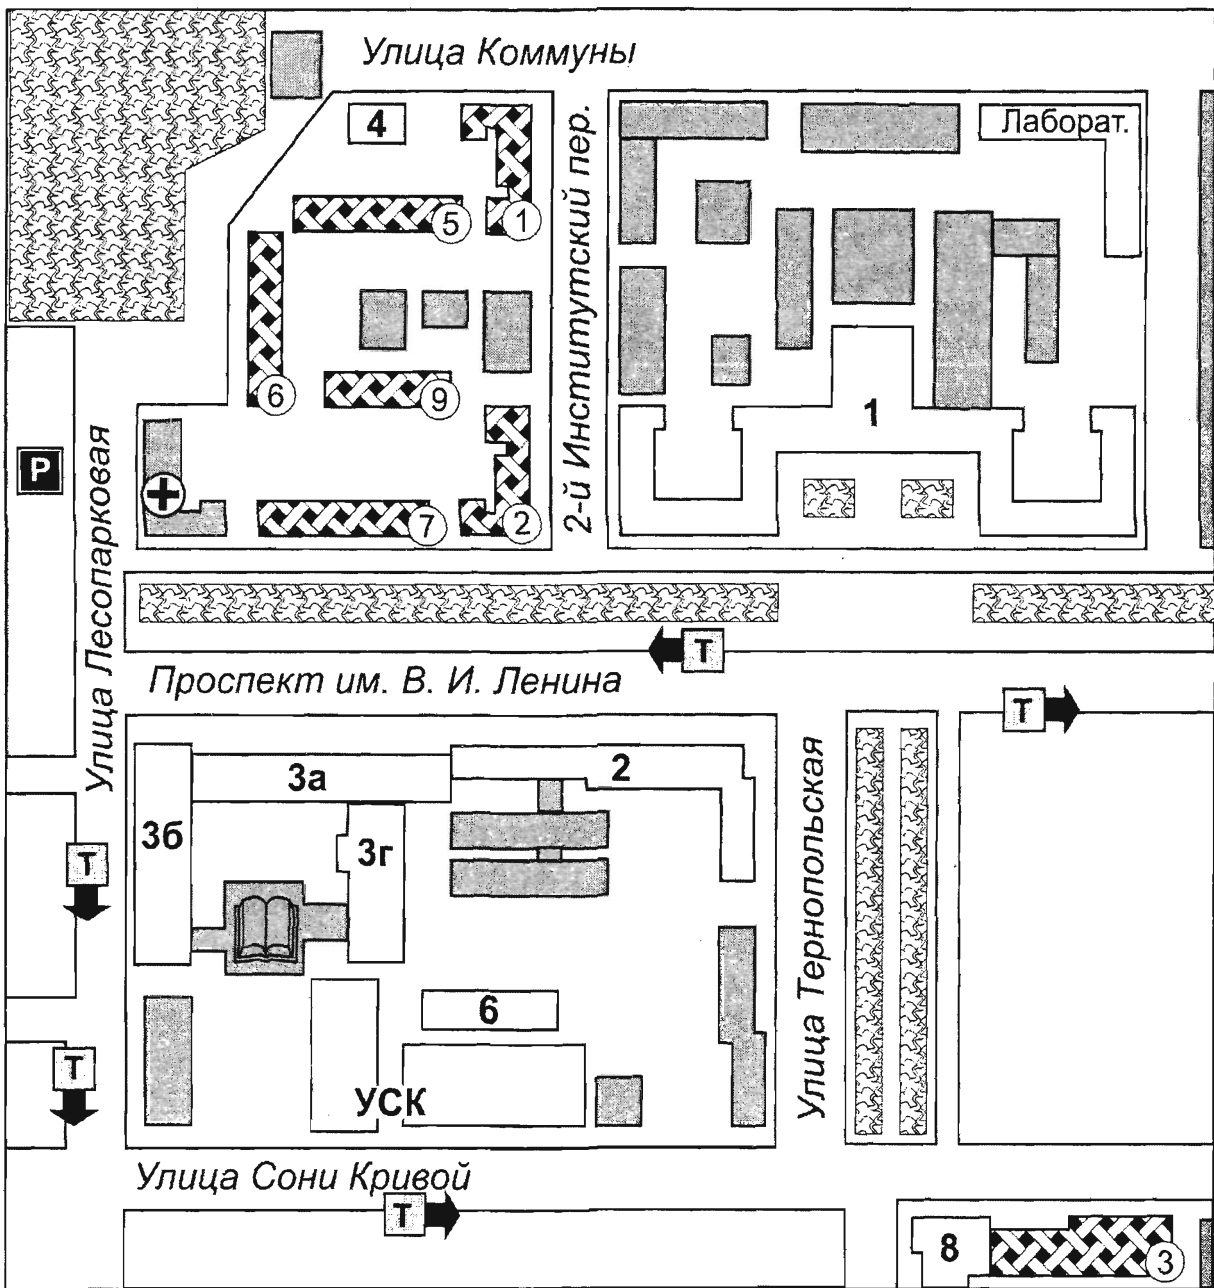 Улица Коммуны
4
Лаборат.
2-й Институтский пер.
5
1
6
9
1
P
Улица Лесопарковая
7
2
T
Проспект им. В. И. Ленина
T
3а
2
3б
3г
T
Улица Тернопольская
6
T
УСК
Улица Сони Кривой
T
8
3